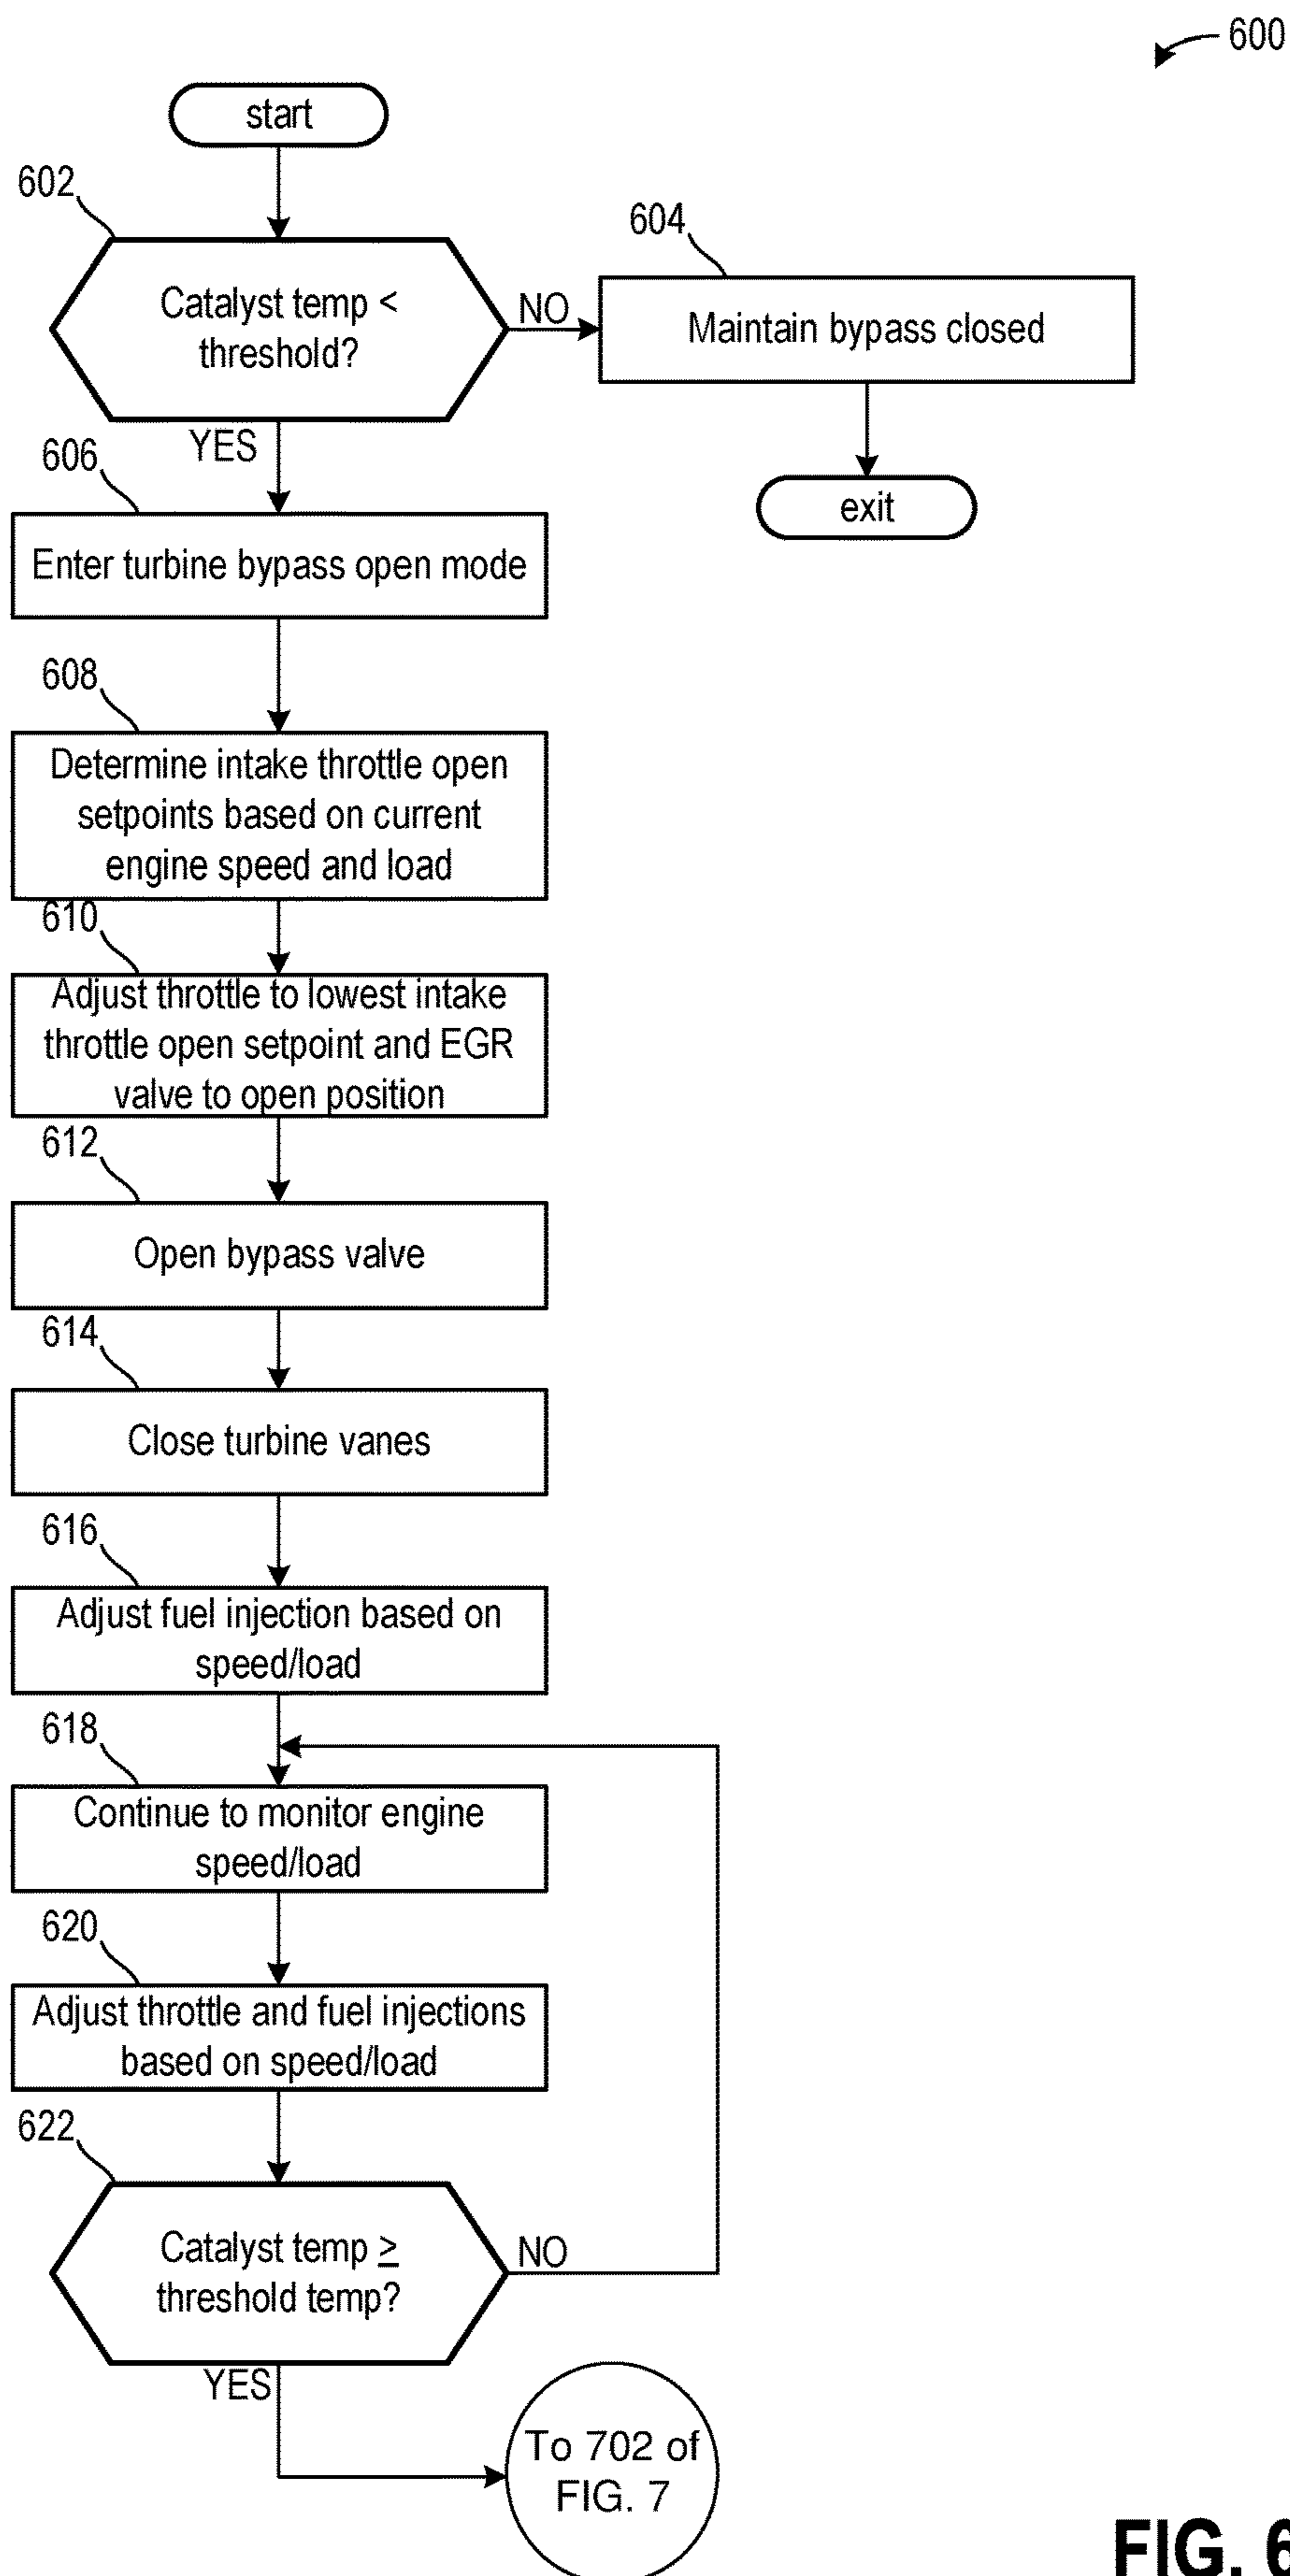 600
start
602
Catalyst temp <
threshold?
NO
YES
604
Maintain bypass closed
exit
606
Enter turbine bypass open mode
608
Determine intake throttle open
setpoints based on current
engine speed and load
610
Adjust throttle to lowest intake
throttle open setpoint and EGR
valve to open position
612
Open bypass valve
614
Close turbine vanes
616
Adjust fuel injection based on
speed/load
618
Continue to monitor engine
speed/load
620
Adjust throttle and fuel injections
based on speed/load
622
Catalyst temp ≥
threshold temp?
NO
YES
To 702 of
FIG. 7
FIG. 6